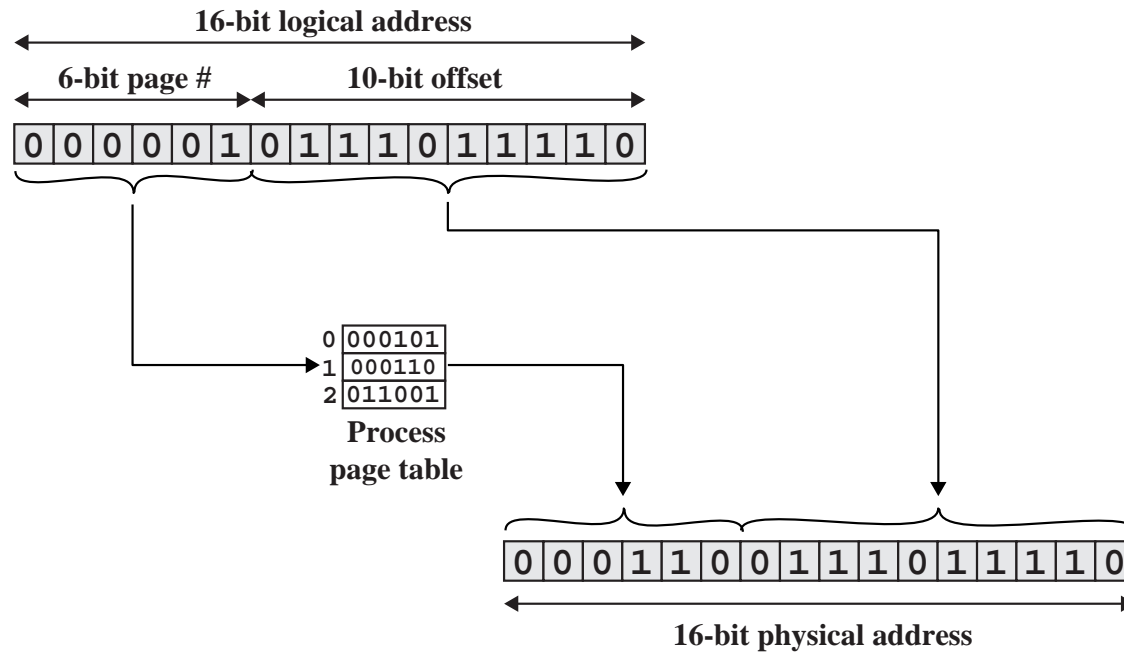 16-bit logical address
6-bit page # 10-bit offset
0 0 0 0 0 1 0 1 1 1 0 1 1 1 1 0
0 000101
1 000110
2 011001
Process
page table
0 0 0 1 1 0 0 1 1 1 0 1 1 1 1 0
16-bit physical address